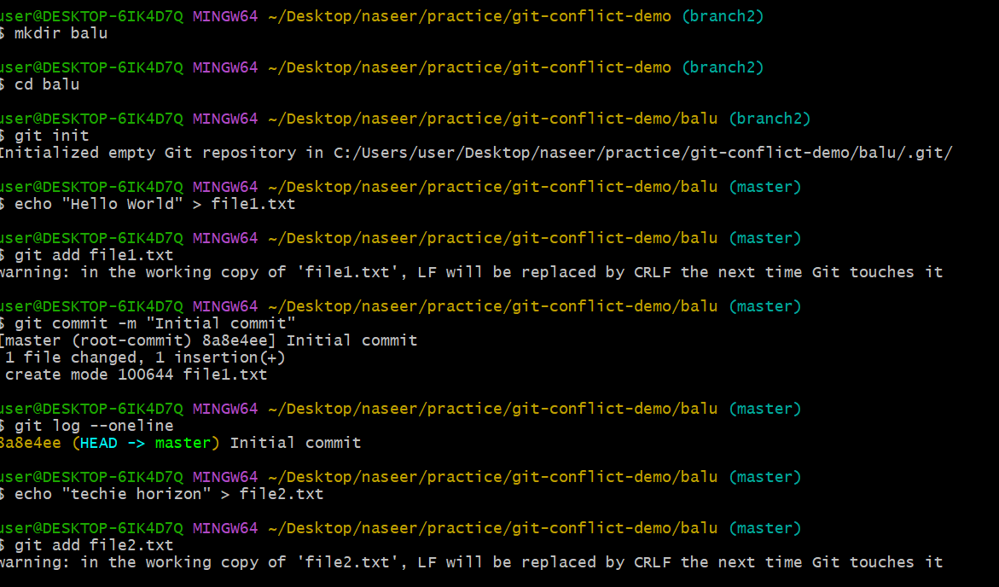 user@DESKTOP-6IK4D7Q MINGW64 ~/Desktop/naseer/practice/git-conflict-demo (branch2)
$ mkdir balu
user@DESKTOP-6IK4D7Q MINGW64 ~/Desktop/naseer/practice/git-conflict-demo (branch2)
$ cd balu
user@DESKTOP-6IK4D7Q MINGW64 ~/Desktop/naseer/practice/git-conflict-demo/balu (branch2)
$ git init
Initialized empty Git repository in C:/Users/user/Desktop/naseer/practice/git-conflict-demo/balu/.git/
user@DESKTOP-6IK4D7Q MINGW64 ~/Desktop/naseer/practice/git-conflict-demo/balu (master)
$ echo "Hello World" > file1.txt
user@DESKTOP-6IK4D7Q MINGW64 ~/Desktop/naseer/practice/git-conflict-demo/balu (master)
$ git add file1.txt
warning: in the working copy of 'file1.txt', LF will be replaced by CRLF the next time Git touches it
user@DESKTOP-6IK4D7Q MINGW64 ~/Desktop/naseer/practice/git-conflict-demo/balu (master)
$ git commit -m "Initial commit"
[master (root-commit) 8a8e4ee] Initial commit
1 file changed, 1 insertion(+)
create mode 100644 file1.txt
user@DESKTOP-6IK4D7Q MINGW64 ~/Desktop/naseer/practice/git-conflict-demo/balu (master)
$ git log --oneline
8a8e4ee (HEAD -> master) Initial commit
user@DESKTOP-6IK4D7Q MINGW64 ~/Desktop/naseer/practice/git-conflict-demo/balu (master)
$ echo "techie horizon" > file2.txt
user@DESKTOP-6IK4D7Q MINGW64 ~/Desktop/naseer/practice/git-conflict-demo/balu (master)
$ git add file2.txt
warning: in the working copy of 'file2.txt', LF will be replaced by CRLF the next time Git touches it